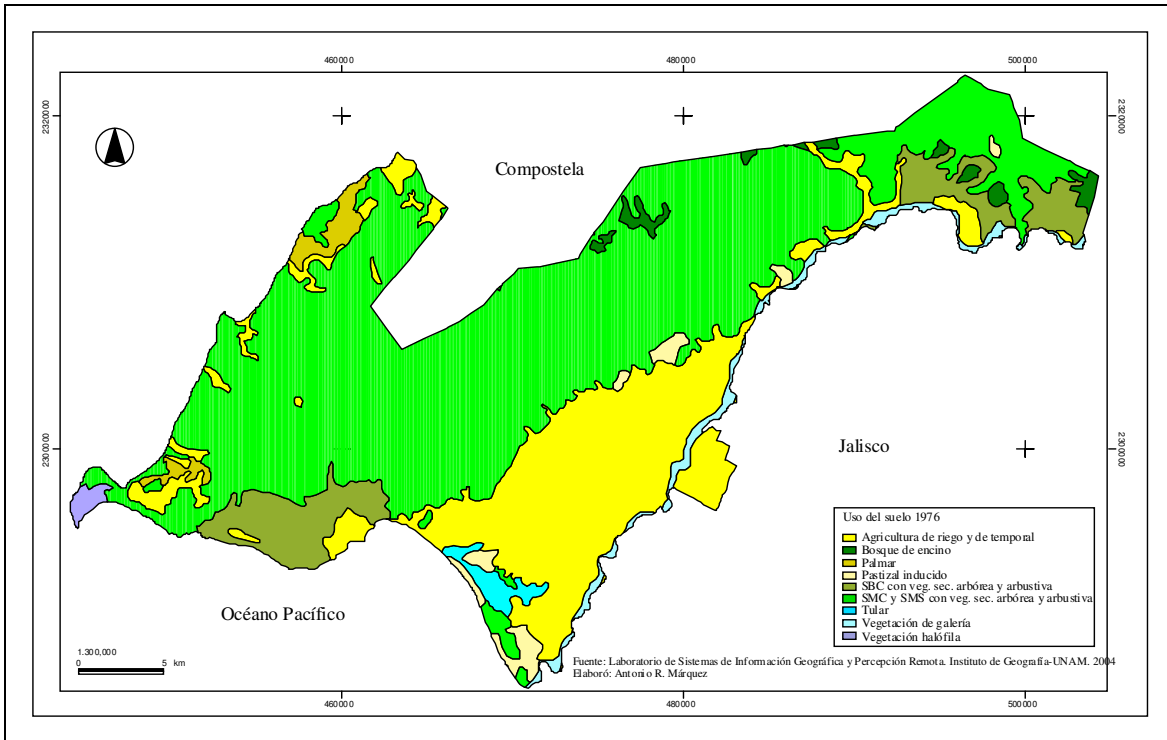 460000 480000 500000
2320000 2320000
Compostela
2300000 2300000
Jalisco
Océano Pacífico
Uso del suelo 1976
Agricultura de riego y de temporal
Bosque de encino
Palmar
Pastizal inducido
SBC con veg. sec. arbórea y arbustiva
SMC y SMS con veg. sec. arbórea y arbustiva
Tular
Vegetación de galería
Vegetación halófila
1:300,000
0 5 km
Fuente: Laboratorio de Sistemas de Información Geográfica y Percepción Remota. Instituto de Geografía-UNAM. 2004
Elaboró: Antonio R. Márquez
460000 480000 500000